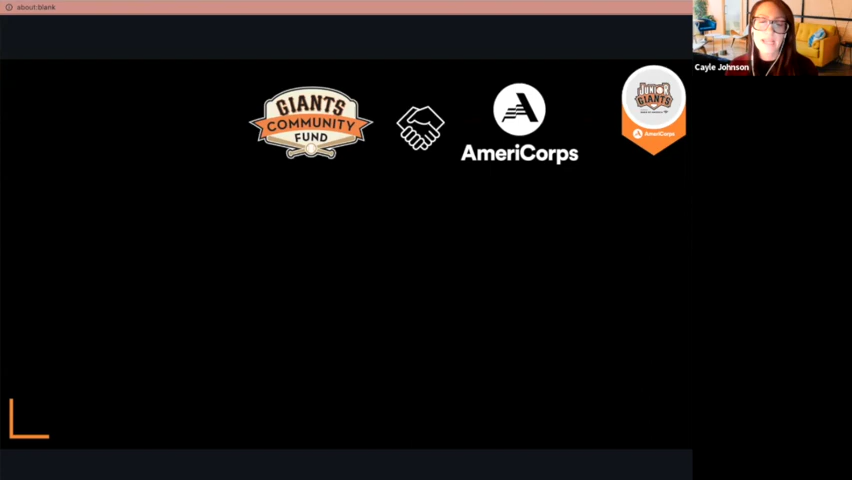 about:blank
GIANTS
COMMUNITY
FUND
AmeriCorps
JUNIOR
GIANTS
AmeriCorps
Cayle Johnson